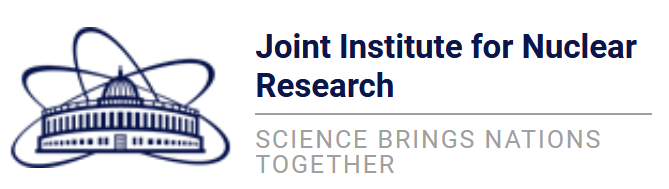 Joint Institute for Nuclear
Research
SCIENCE BRINGS NATIONS
TOGETHER